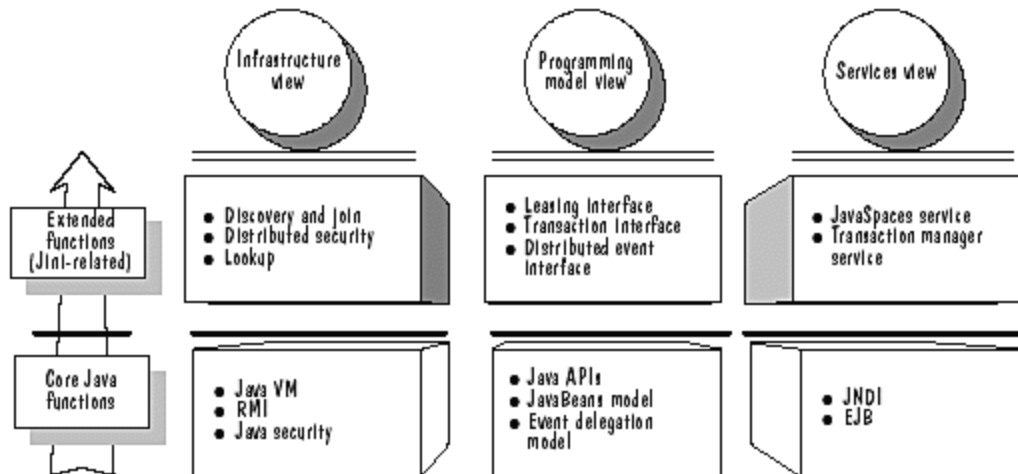 Infrastructure
view
Programming
model view
Services view
Extended
functions
(Jini-related)
● Discovery and join
● Distributed security
● Lookup
● Leasing interface
● Transaction interface
● Distributed event
interface
● JavaSpaces service
● Transaction manager
service
Core Java
functions
● Java VM
● RMI
● Java security
● Java APIs
● JavaBeans model
● Event delegation
model
● JNDI
● EJB